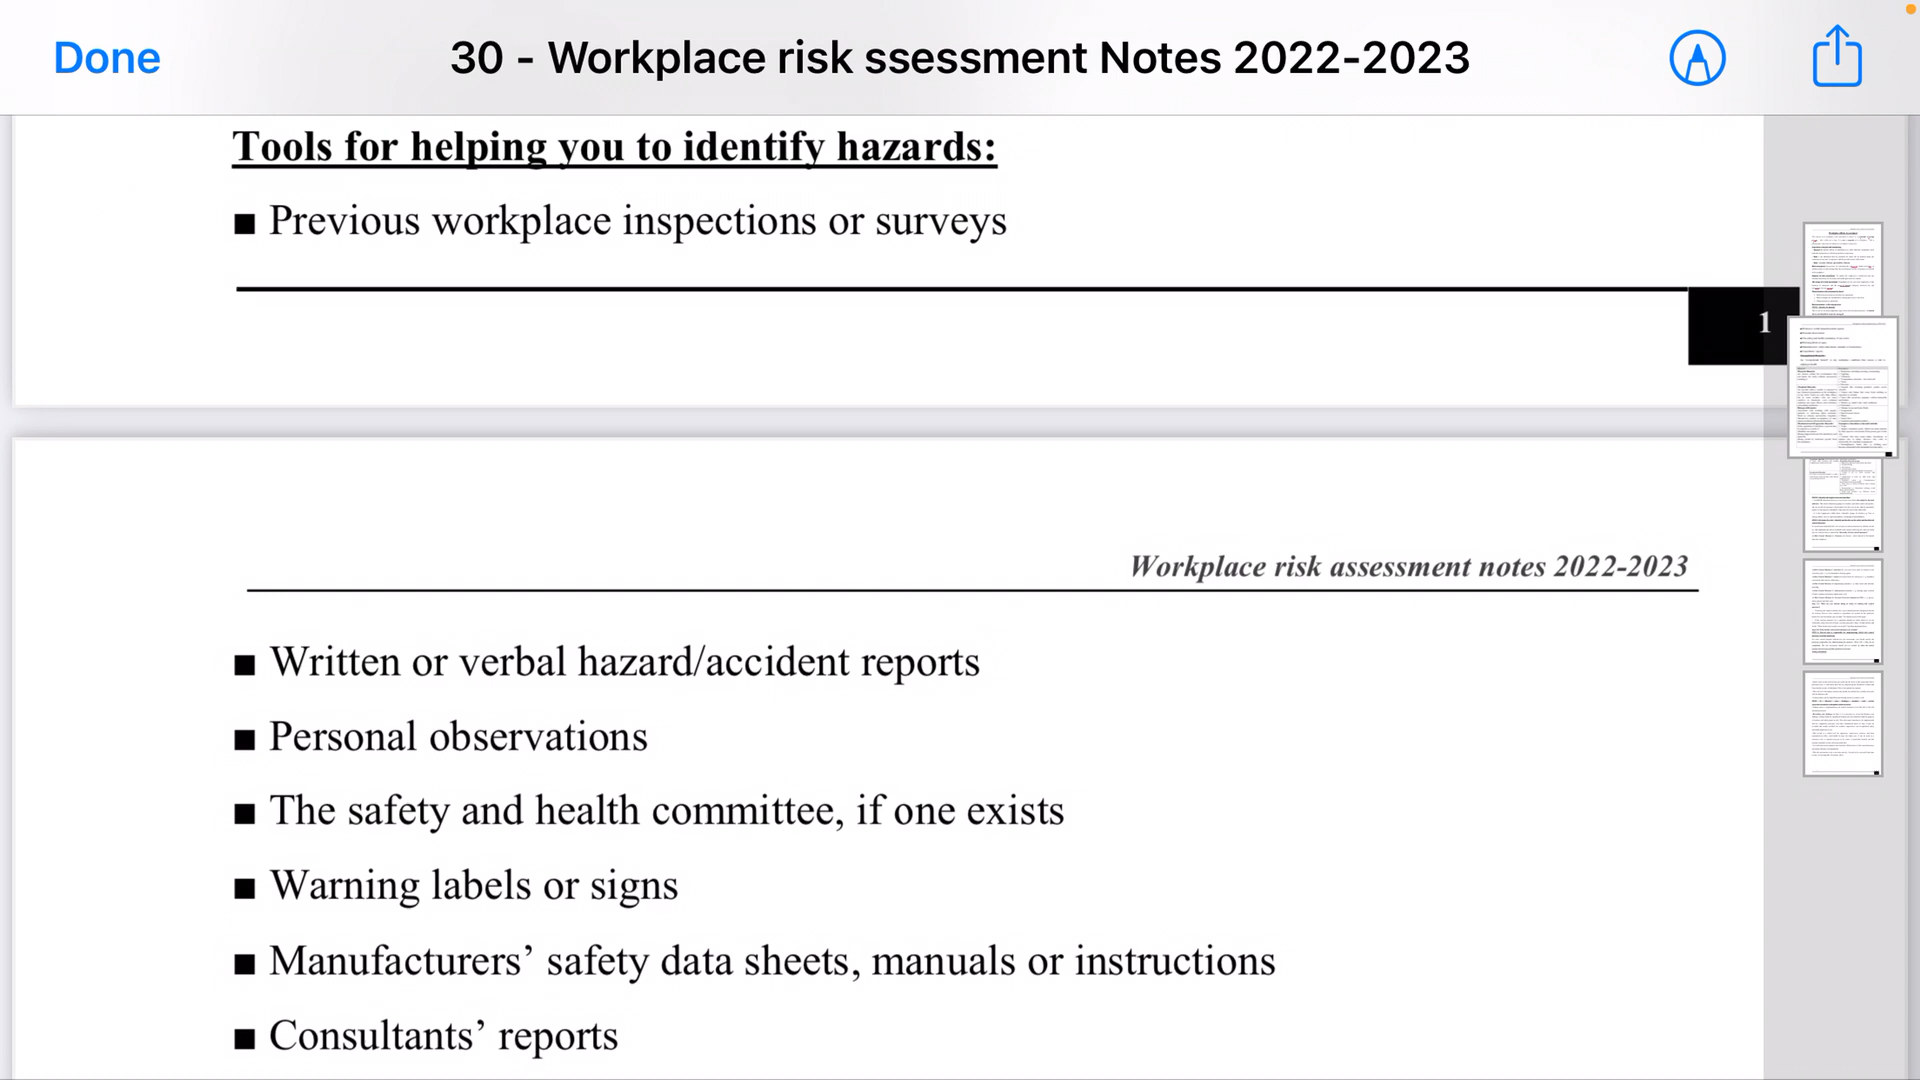 Done
30 - Workplace risk ssessment Notes 2022-2023
Tools for helping you to identify hazards:
■ Previous workplace inspections or surveys
1
Workplace risk assessment notes 2022-2023
■ Written or verbal hazard/accident reports
■ Personal observations
■ The safety and health committee, if one exists
■ Warning labels or signs
■ Manufacturers’ safety data sheets, manuals or instructions
■ Consultants’ reports